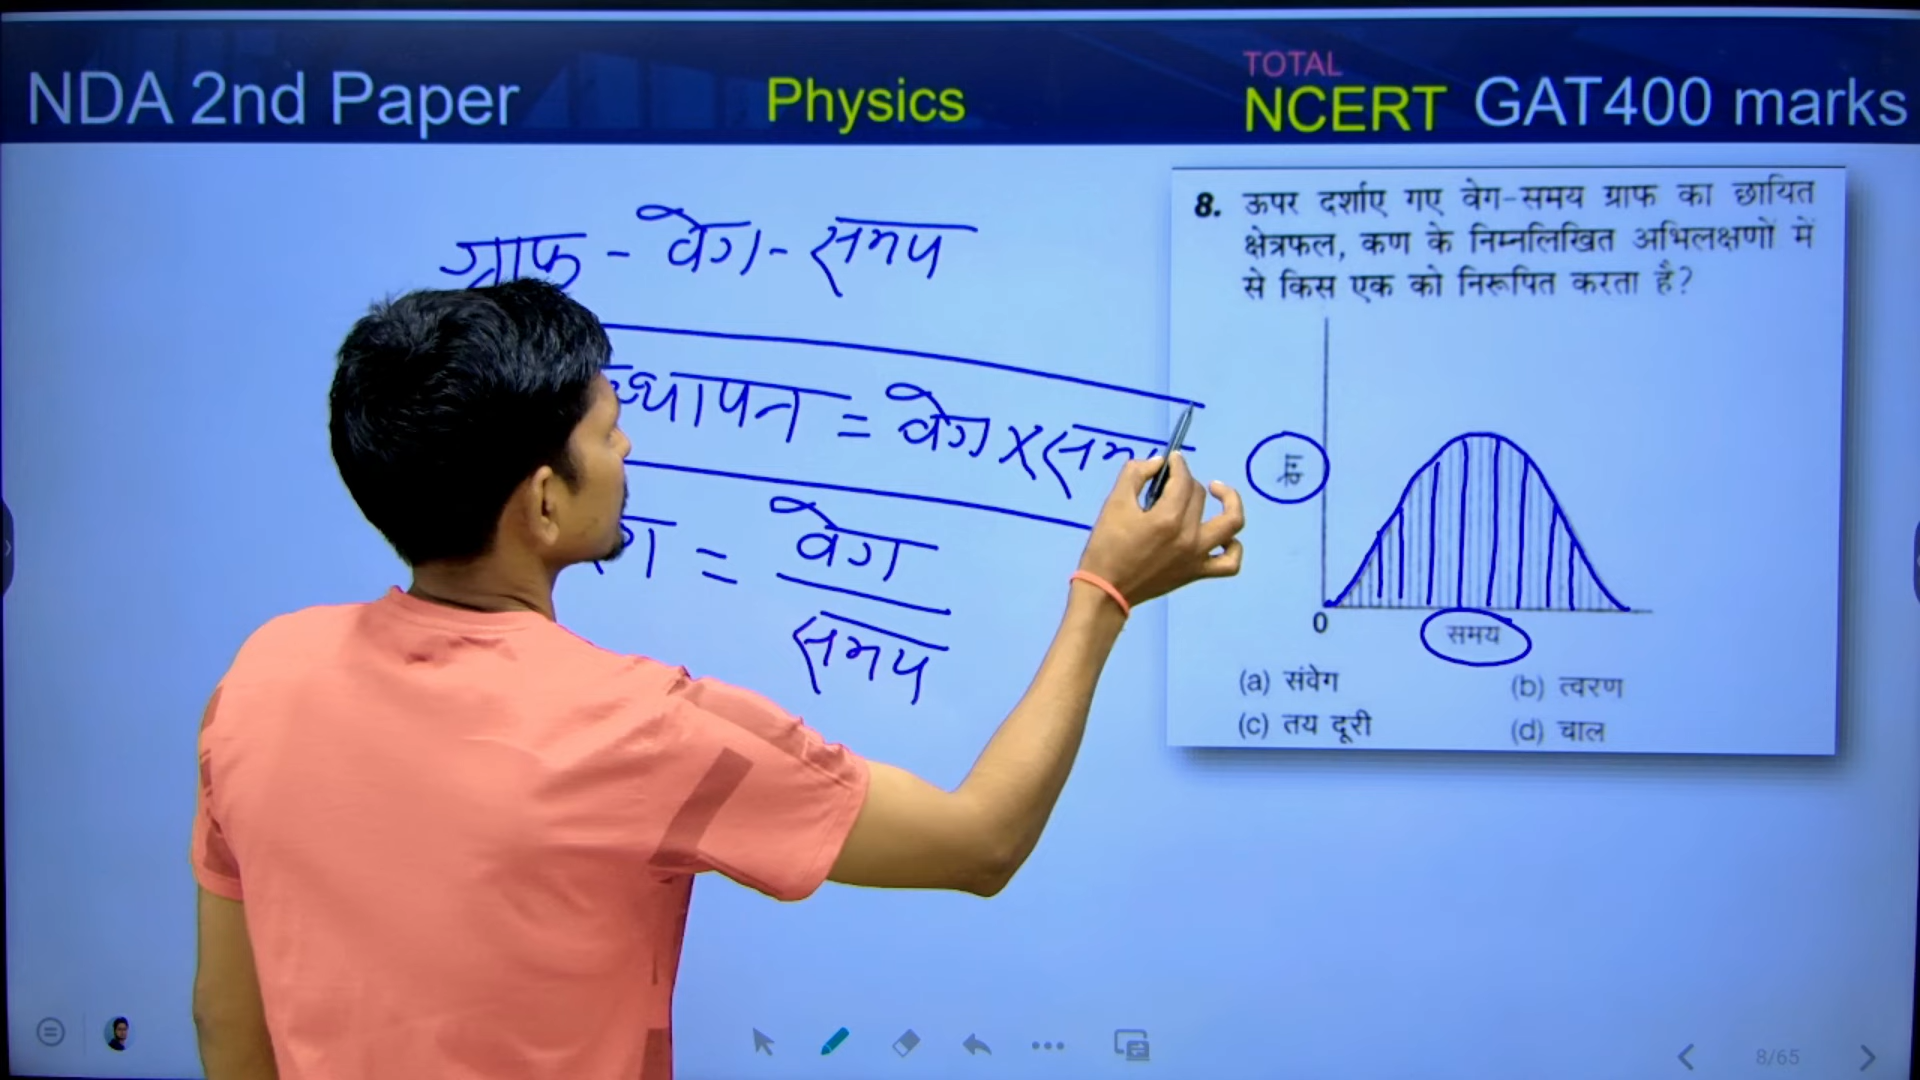 NDA 2nd Paper
Physics
TOTAL
NCERT GAT400 marks
ग्राफ - वेग - समय
= वेग × समय
= वेग
समय
8. ऊपर दर्शाए गए वेग-समय ग्राफ का छायित
क्षेत्रफल, कण के निम्नलिखित अभिलक्षणों में
से किस एक को निरूपित करता है?
वेग
0
समय
(a) संवेग
(b) त्वरण
(c) तय दूरी
(d) चाल
8/65